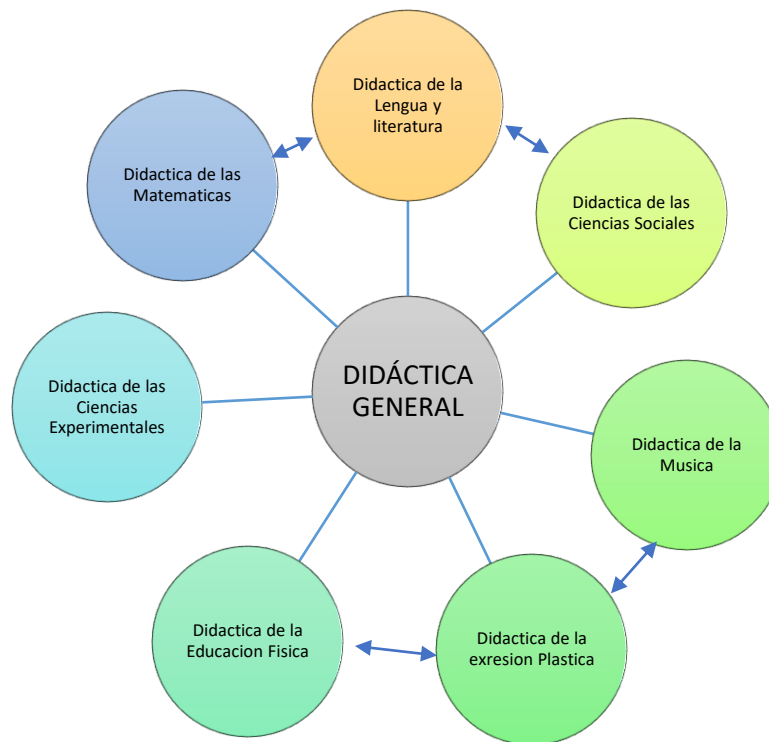 Didactica de la
Lengua y
literatura
Didactica de las
Matematicas
Didactica de las
Ciencias Sociales
DIDÁCTICA
GENERAL
Didactica de las
Ciencias
Experimentales
Didactica de la
Musica
Didactica de la
Educacion Fisica
Didactica de la
exresion Plastica